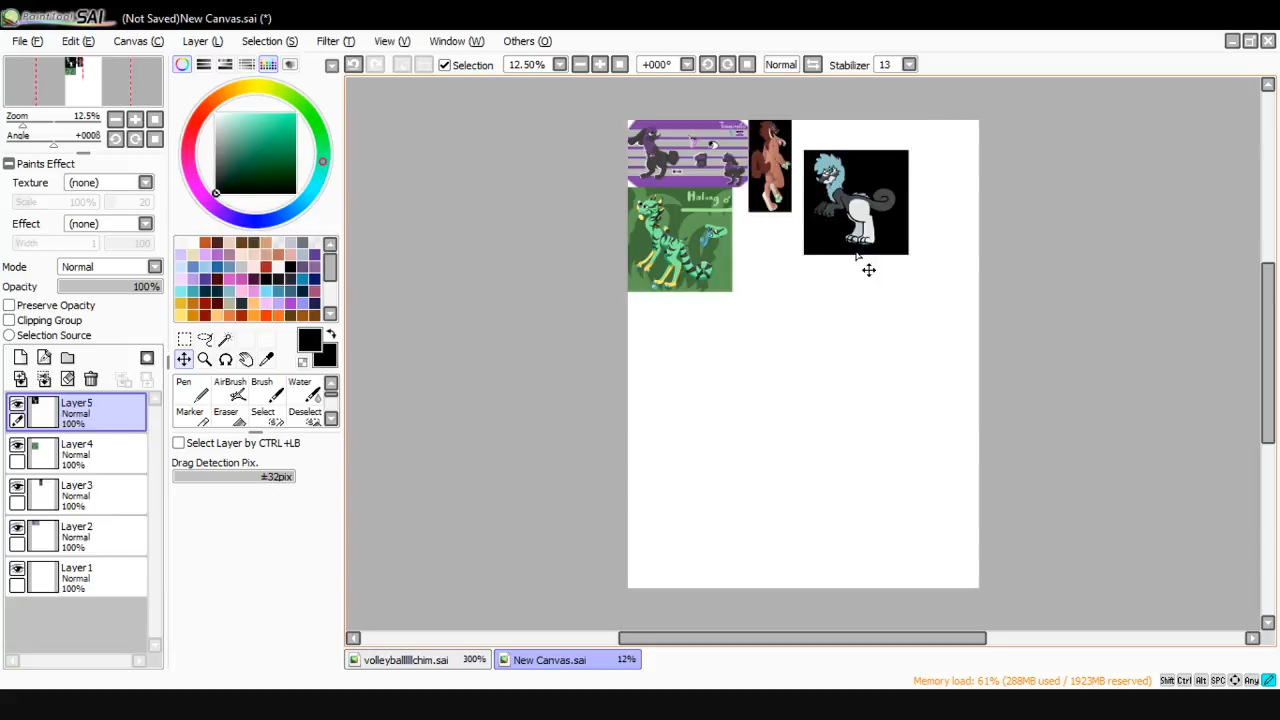 PaintTool SAI (Not Saved)New Canvas.sai (*)
File (F) Edit (E) Canvas (C) Layer (L) Selection (S) Filter (T) View (V) Window (W) Others (O)
Selection 12.50% +000° Normal Stabilizer 13
Zoom 12.5%
Angle +000θ
Paints Effect
Texture (none)
Scale 100% 20
Effect (none)
Width 1 100
Mode Normal
Opacity 100%
Preserve Opacity
Clipping Group
Selection Source
Layer5
Normal
100%
Layer4
Normal
100%
Layer3
Normal
100%
Layer2
Normal
100%
Layer1
Normal
100%
Pen AirBrush Brush Water
Marker Eraser Select Deselect
Select Layer by CTRL+LB
Drag Detection Pix.
±32pix
volleyballlllchim.sai 300% New Canvas.sai 12%
Memory load: 61% (288MB used / 1923MB reserved) Shift Ctrl Alt SPC Any